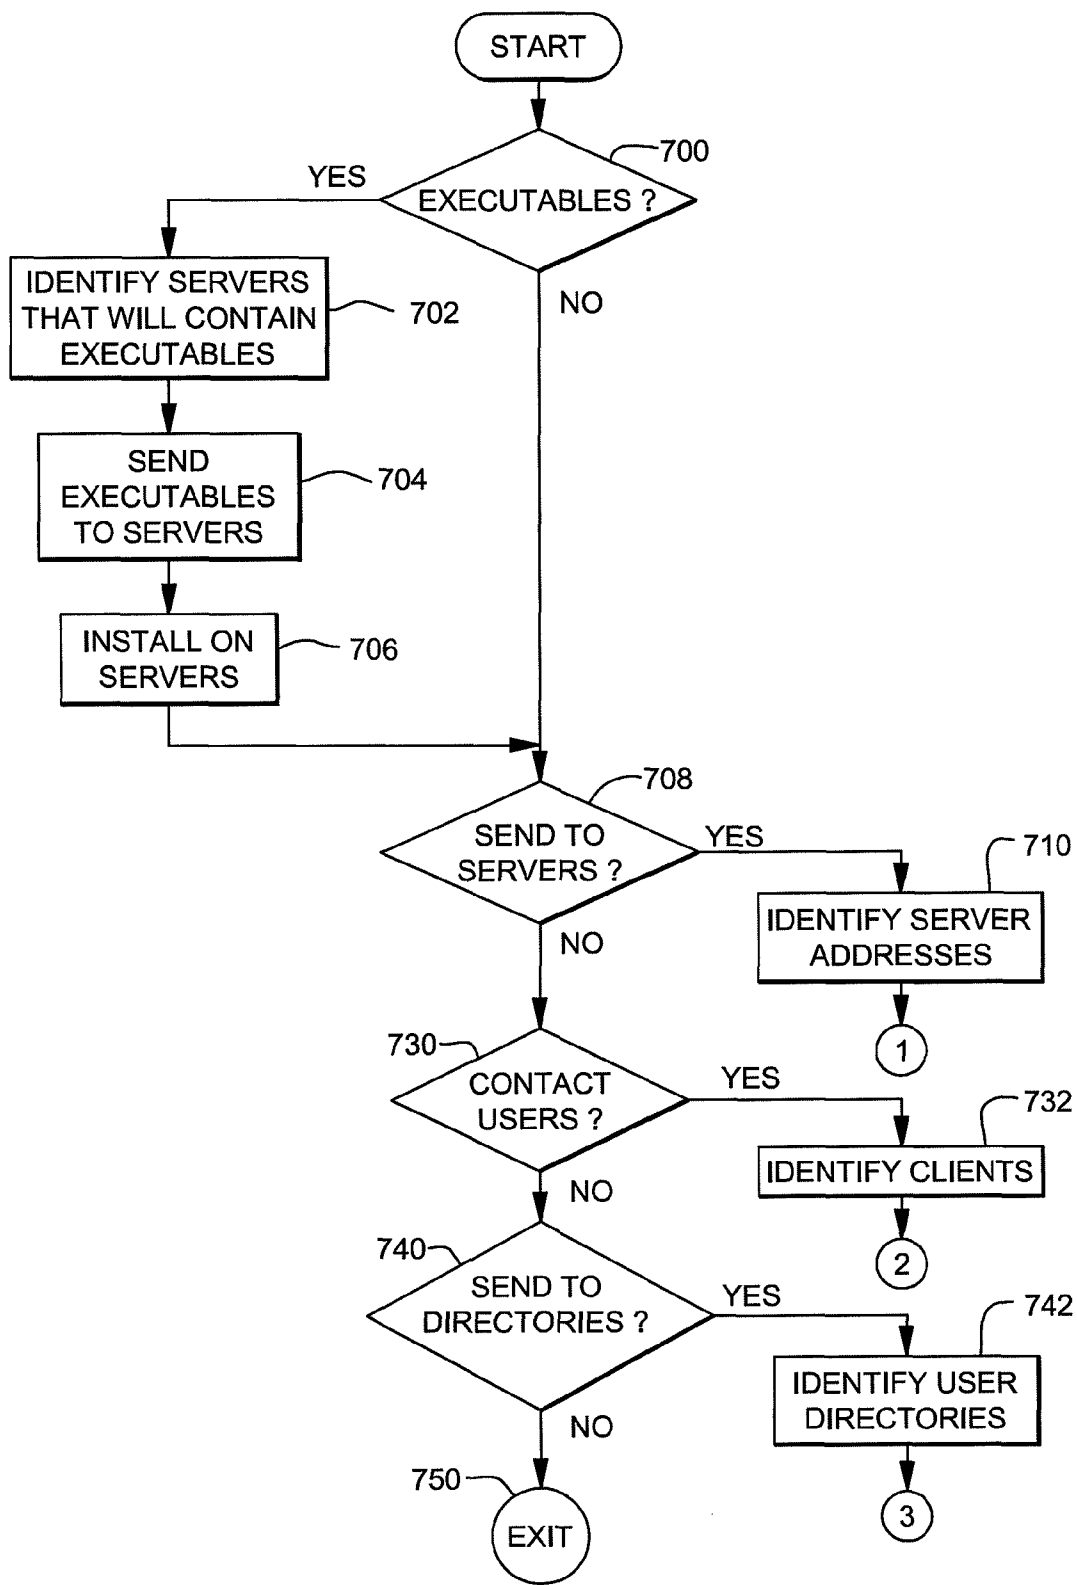 START
700
YES
EXECUTABLES ?
IDENTIFY SERVERS
THAT WILL CONTAIN
EXECUTABLES
702
NO
SEND
EXECUTABLES
TO SERVERS
704
INSTALL ON
SERVERS
706
708
SEND TO
SERVERS ?
YES
710
IDENTIFY SERVER
ADDRESSES
NO
1
730
CONTACT
USERS ?
YES
732
IDENTIFY CLIENTS
NO
2
740
SEND TO
DIRECTORIES ?
YES
742
IDENTIFY USER
DIRECTORIES
NO
3
750
EXIT